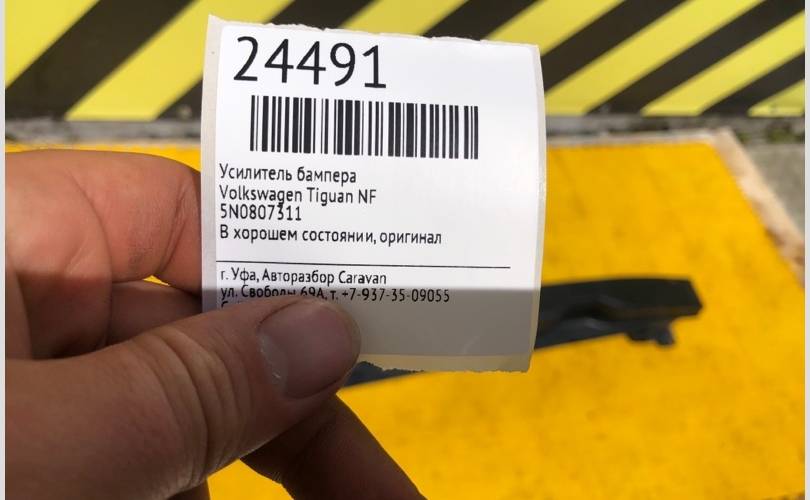 24491
Усилитель бампера
Volkswagen Tiguan NF
5N0807311
В хорошем состоянии, оригинал
г. Уфа, Авторазбор Caravan
ул. Свободы 69А, т. +7-937-35-09055